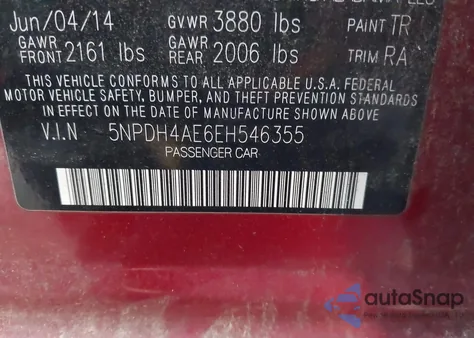 Jun/04/14 GVWR 3880 lbs PAINT TR
GAWR FRONT 2161 lbs GAWR REAR 2006 lbs TRIM RA
THIS VEHICLE CONFORMS TO ALL APPLICABLE U.S.A. FEDERAL
MOTOR VEHICLE SAFETY, BUMPER, AND THEFT PREVENTION STANDARDS
IN EFFECT ON THE DATE OF MANUFACTURE SHOWN ABOVE.
V.I.N 5NPDH4AE6EH546355
PASSENGER CAR
autoSnap